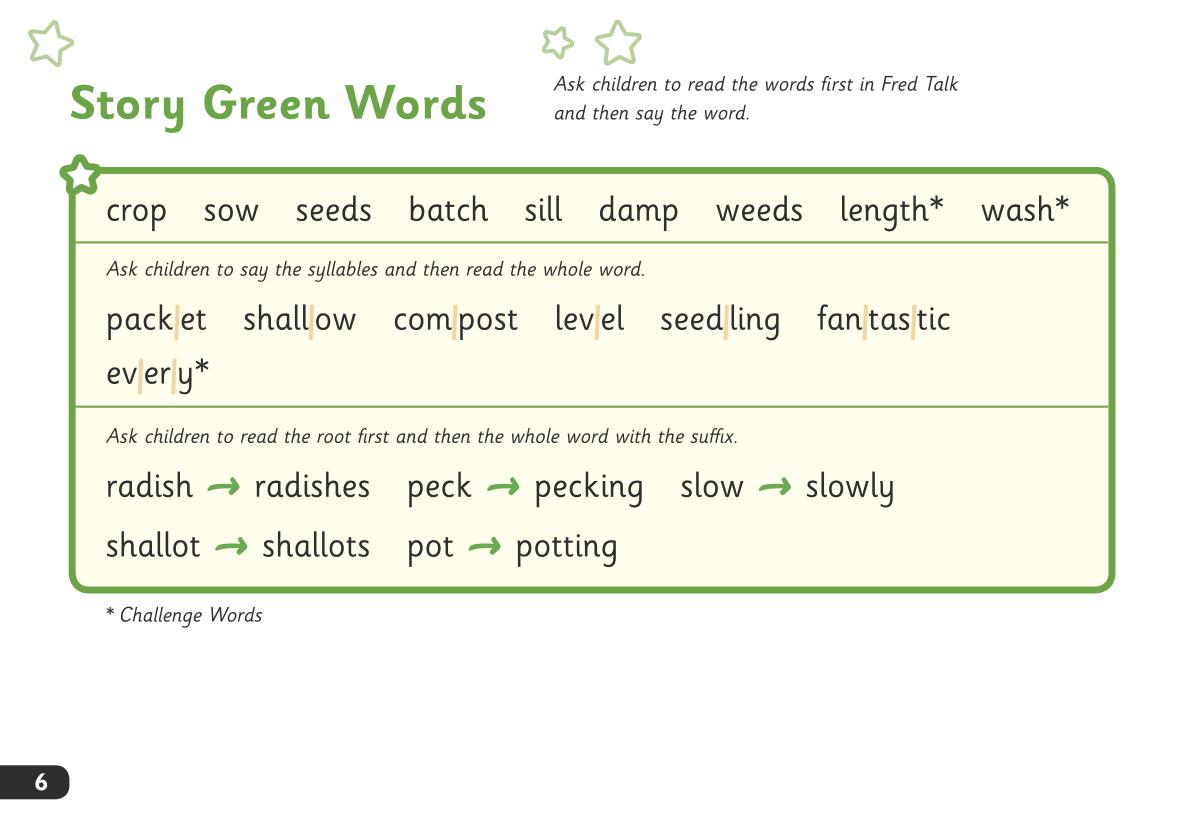 Story Green Words
Ask children to read the words first in Fred Talk
and then say the word.
crop sow seeds batch sill damp weeds length* wash*
Ask children to say the syllables and then read the whole word.
pack|et shall|ow com|post lev|el seed|ling fan|tas|tic
ev|er|y*
Ask children to read the root first and then the whole word with the suffix.
radish → radishes peck → pecking slow → slowly
shallot → shallots pot → potting
* Challenge Words
6